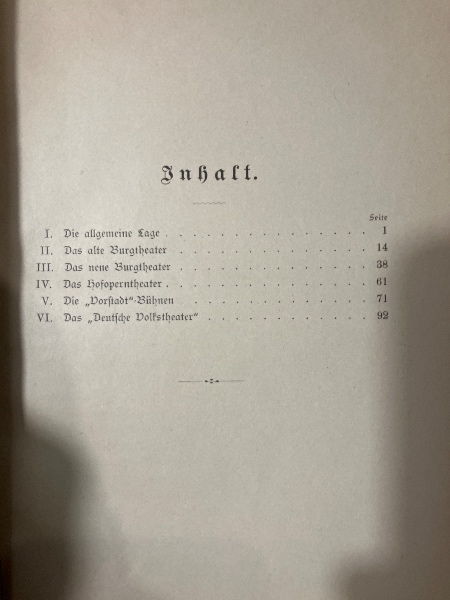 Inhalt.
Seite
I. Die allgemeine Lage . . . . . . . . . . . . 1
II. Das alte Burgtheater . . . . . . . . . . . . 14
III. Das neue Burgtheater . . . . . . . . . . . . 38
IV. Das Hofoperntheater . . . . . . . . . . . . 61
V. Die „Vorstadt“-Bühnen . . . . . . . . . . . 71
VI. Das „Deutsche Volkstheater“ . . . . . . . . . . 92